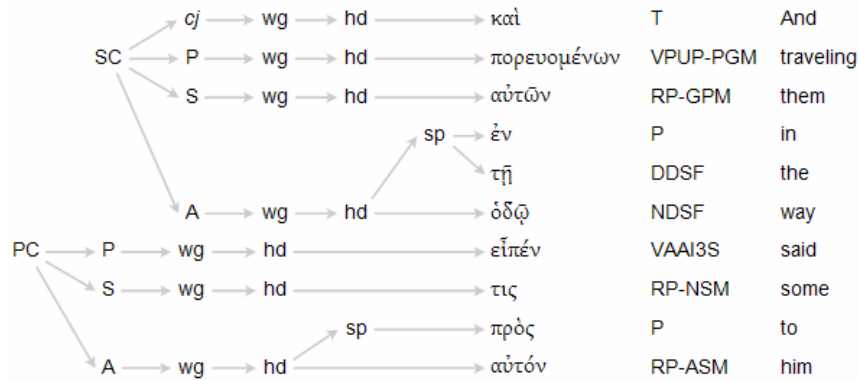 cj wg hd καὶ T And
SC P wg hd πορευομένων VPUP-PGM traveling
S wg hd αὐτῶν RP-GPM them
sp ἐν P in
τῇ DDSF the
A wg hd ὁδῷ NDSF way
PC P wg hd εἶπέν VAAI3S said
S wg hd τις RP-NSM some
sp πρὸς P to
A wg hd αὐτόν RP-ASM him